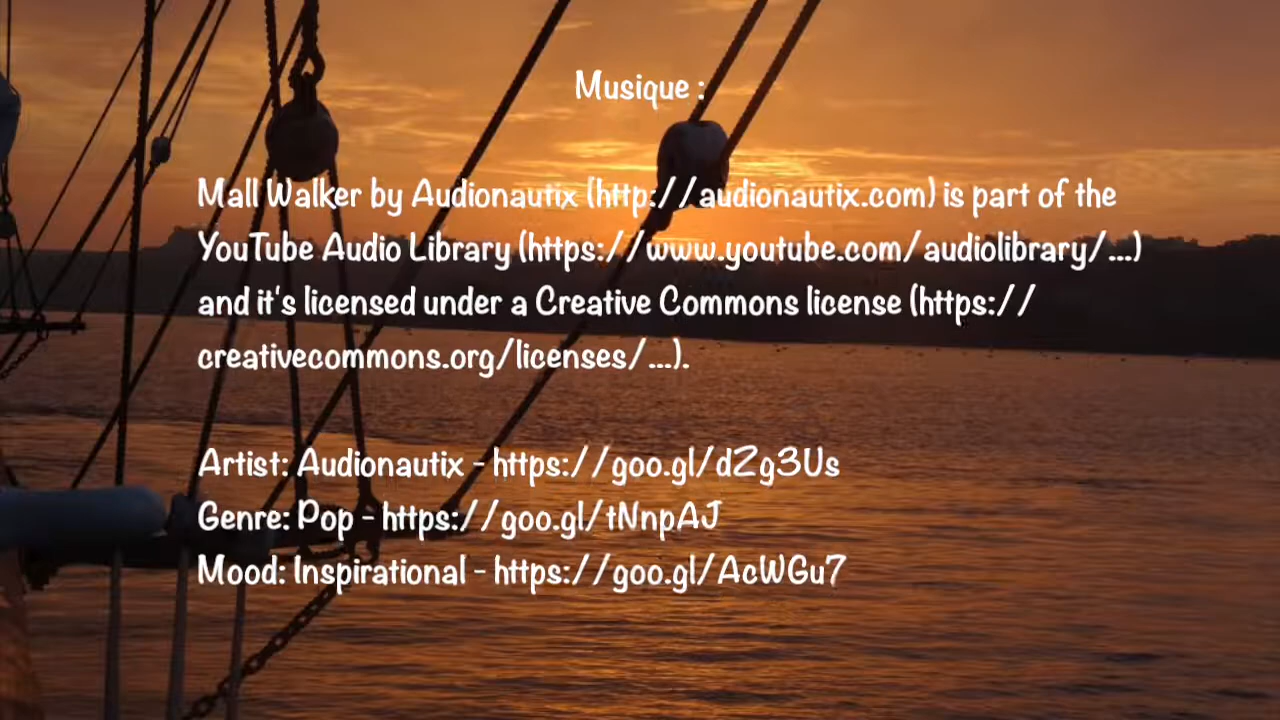 Musique :
Mall Walker by Audionautix (http://audionautix.com) is part of the
YouTube Audio Library (https://www.youtube.com/audiolibrary/...)
and it's licensed under a Creative Commons license (https://
creativecommons.org/licenses/...).
Artist: Audionautix - https://goo.gl/dZg3Us
Genre: Pop - https://goo.gl/tNnpAJ
Mood: Inspirational - https://goo.gl/AcWGu7